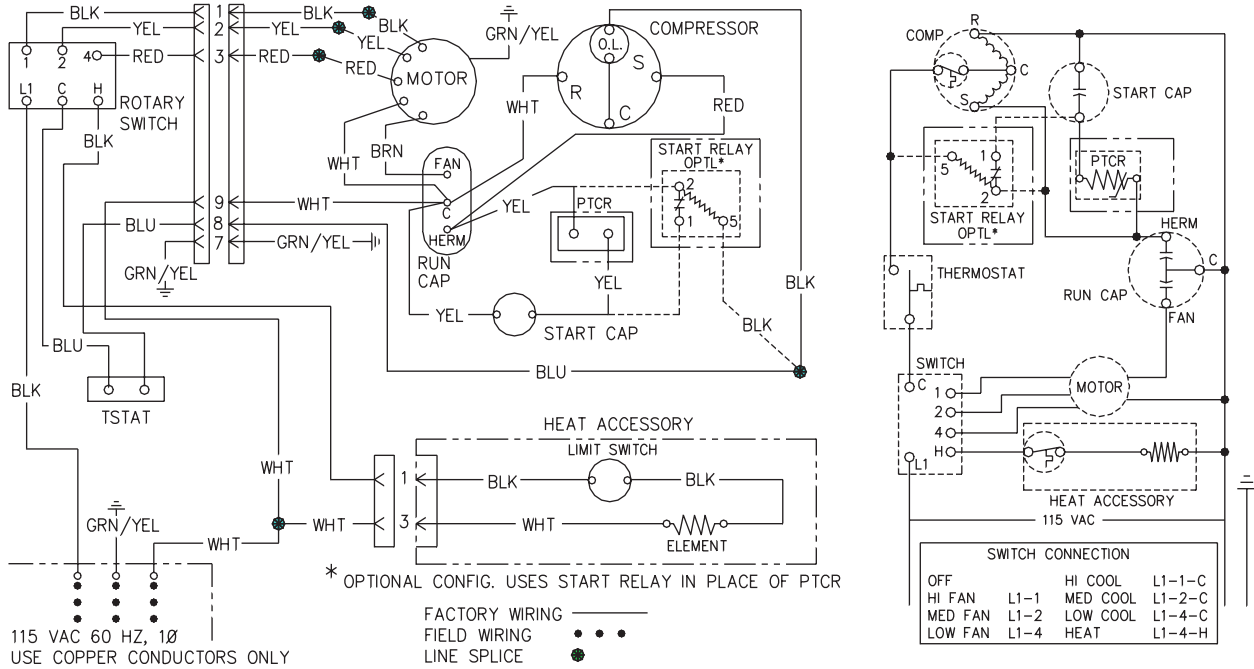 BLK
YEL
RED
1 2 4
L1 C H
ROTARY
SWITCH
BLK
1
2
3
BLK
YEL
RED
BLK
YEL
RED
MOTOR
GRN/YEL
COMPRESSOR
O.L.
S
R
C
WHT
RED
WHT
BRN
FAN
C
HERM
RUN
CAP
START RELAY
OPTL*
2
1
5
YEL
PTCR
YEL
9
8
7
WHT
BLU
GRN/YEL
GRN/YEL
YEL
START CAP
BLK
BLK
BLU
BLU
TSTAT
BLK
WHT
WHT
WHT
GRN/YEL
HEAT ACCESSORY
LIMIT SWITCH
1
BLK
BLK
3
WHT
ELEMENT
* OPTIONAL CONFIG. USES START RELAY IN PLACE OF PTCR
FACTORY WIRING
FIELD WIRING
LINE SPLICE
115 VAC 60 HZ, 1Ø
USE COPPER CONDUCTORS ONLY
COMP
R
C
S
START CAP
PTCR
5
1
2
START RELAY
OPTL*
HERM
C
RUN CAP
FAN
THERMOSTAT
SWITCH
C
1
2
4
H
L1
MOTOR
HEAT ACCESSORY
115 VAC
SWITCH CONNECTION
OFF HI COOL L1-1-C
HI FAN L1-1 MED COOL L1-2-C
MED FAN L1-2 LOW COOL L1-4-C
LOW FAN L1-4 HEAT L1-4-H